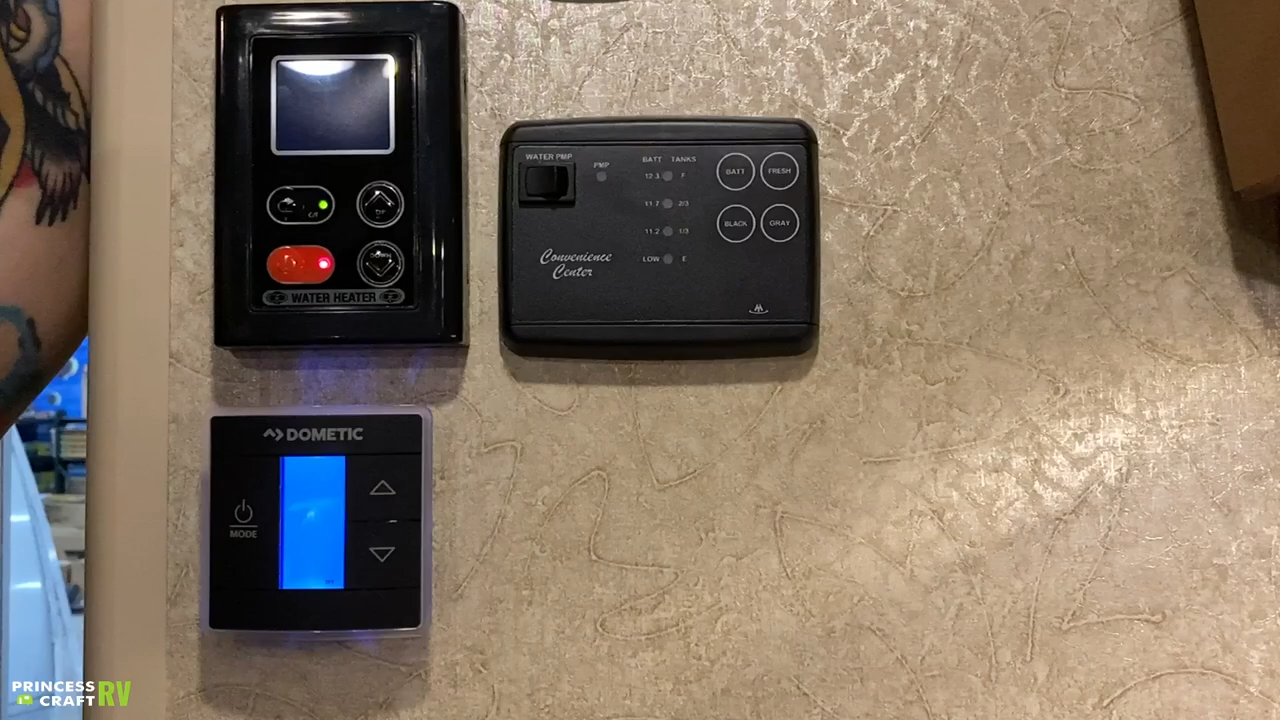 WATER HEATER
WATER PMP
PMP
BATT TANKS
12.3 F
11.7 2/3
11.2 1/3
LOW E
BATT FRESH
BLACK GRAY
Convenience
Center
DOMETIC
MODE
PRINCESS
CRAFT RV